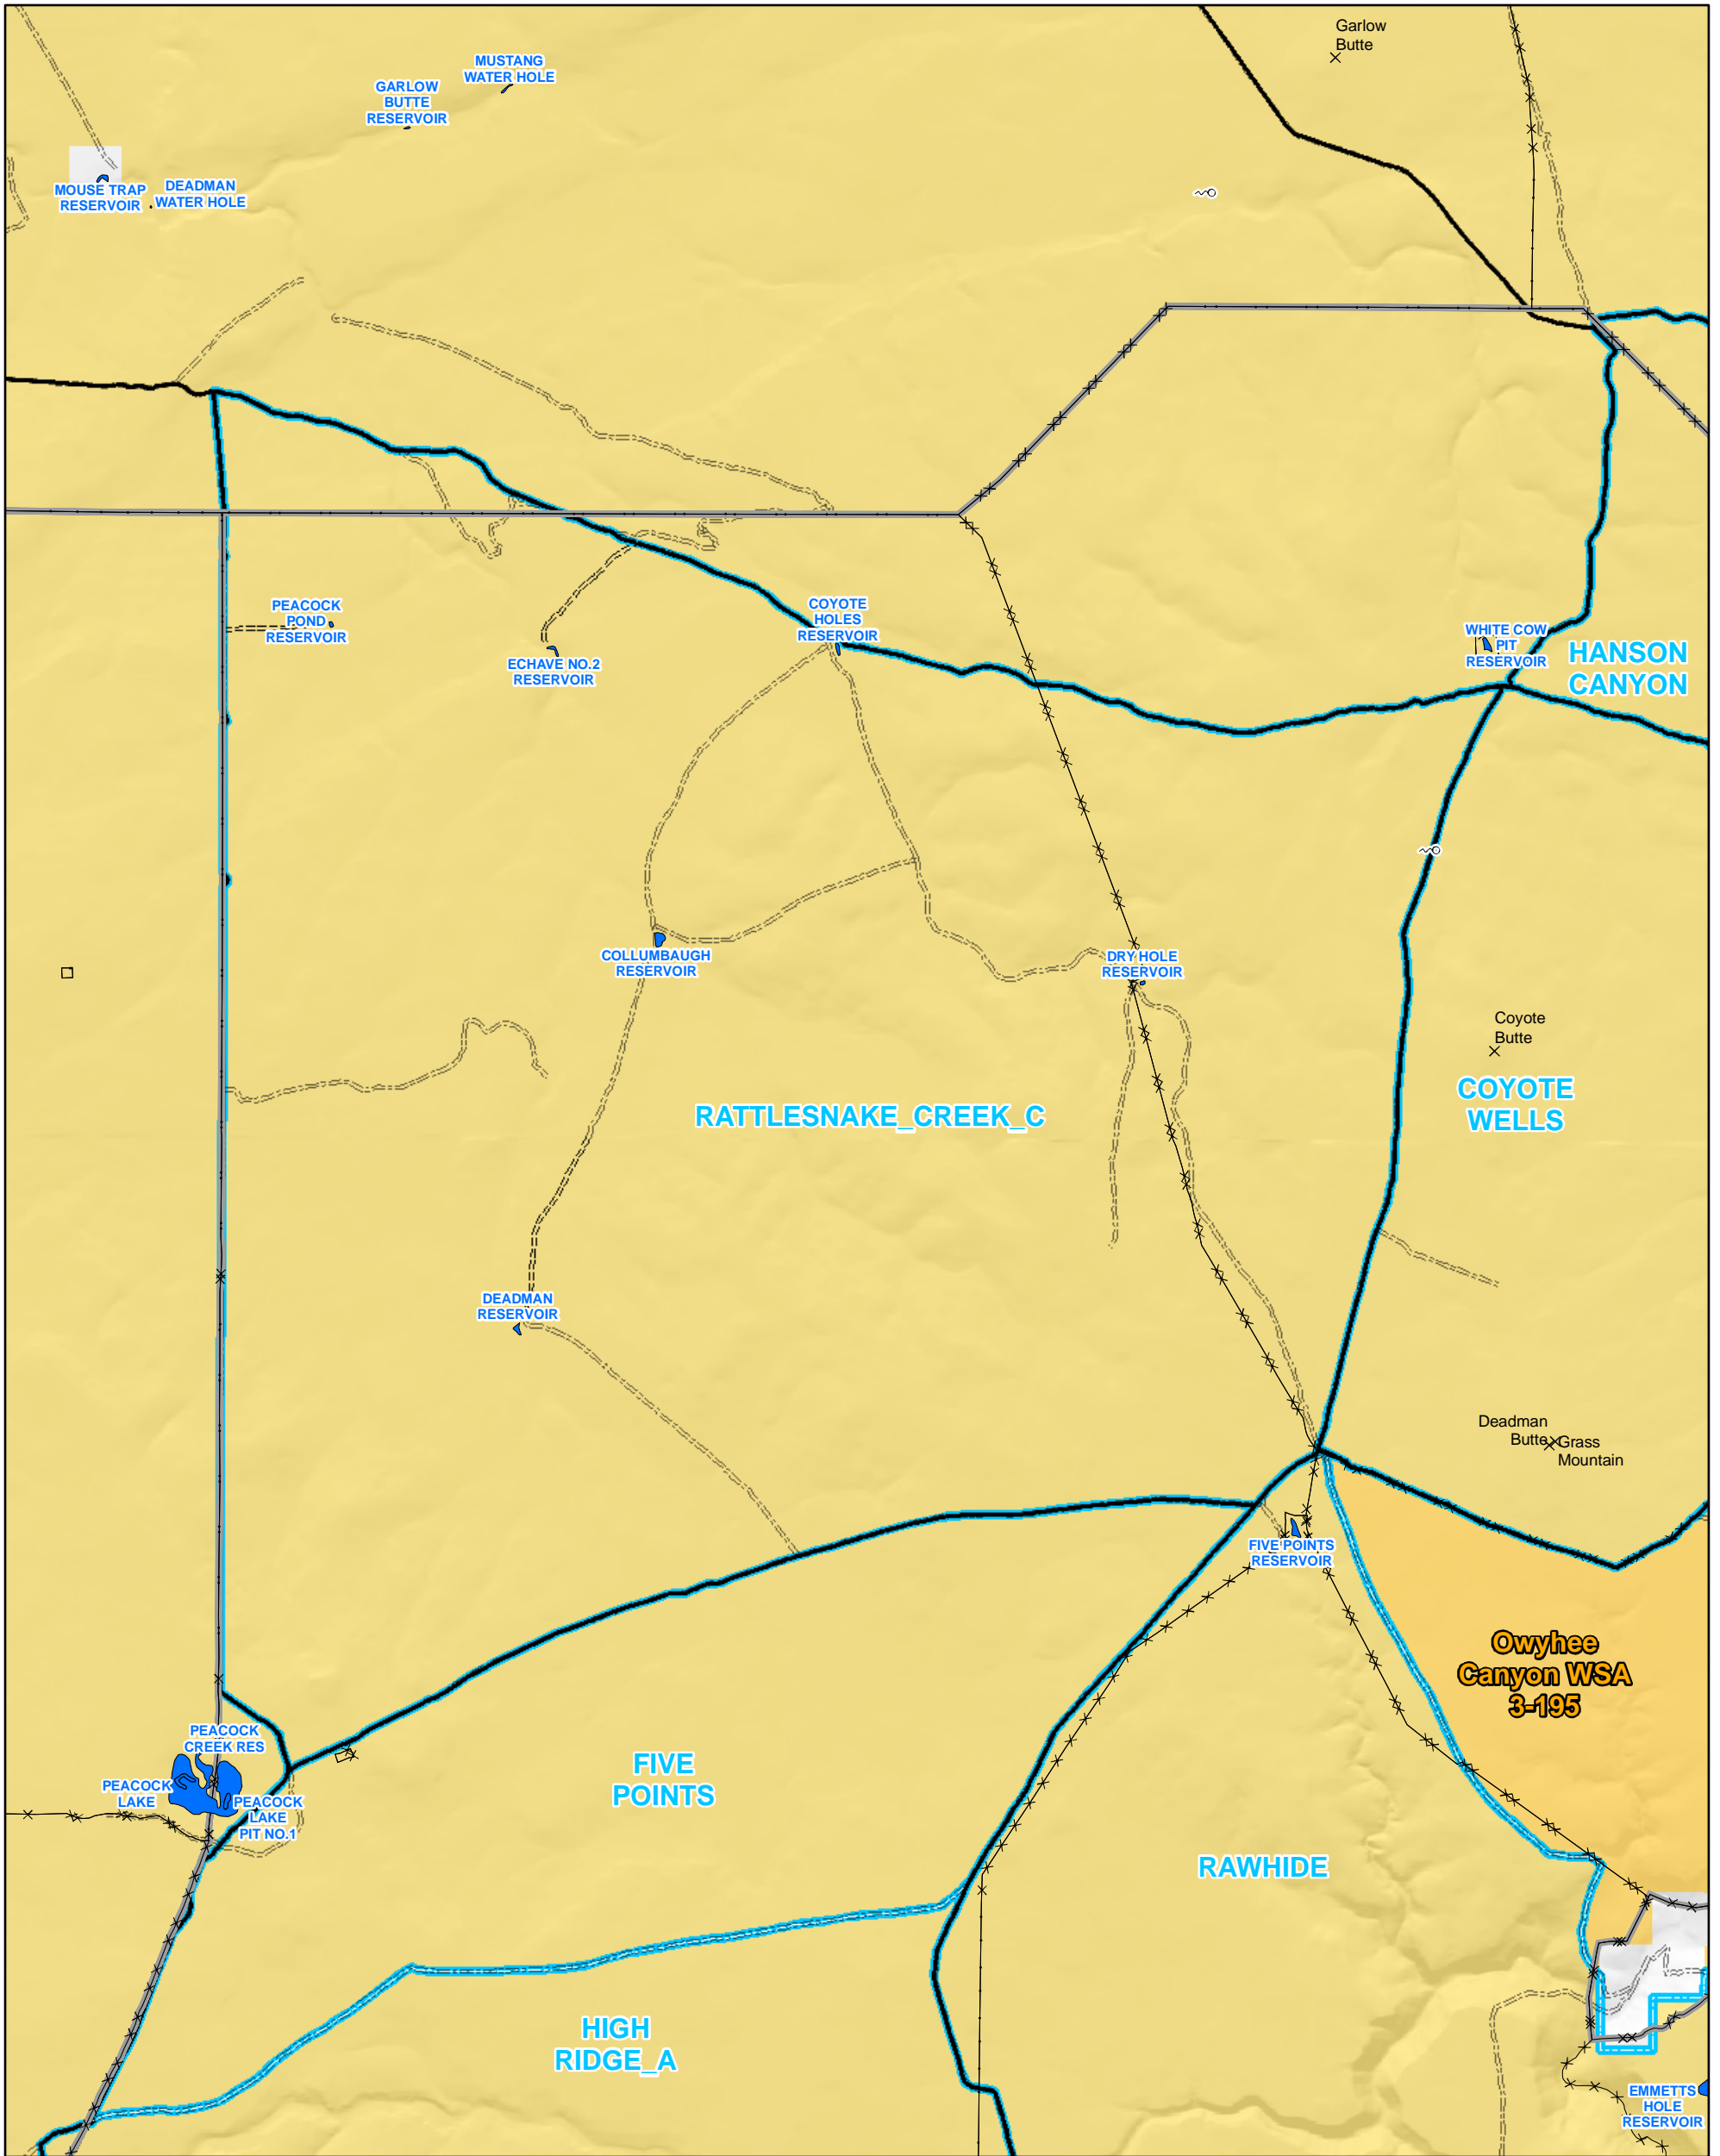 Garlow
Butte
MUSTANG
WATER HOLE
GARLOW
BUTTE
RESERVOIR
MOUSE TRAP
RESERVOIR
DEADMAN
WATER HOLE
PEACOCK
POND
RESERVOIR
ECHAVE NO.2
RESERVOIR
COYOTE
HOLES
RESERVOIR
WHITE COW
PIT
RESERVOIR
HANSON
CANYON
COLLUMBAUGH
RESERVOIR
DRY HOLE
RESERVOIR
Coyote
Butte
COYOTE
WELLS
RATTLESNAKE_CREEK_C
DEADMAN
RESERVOIR
Deadman
Butte
Grass
Mountain
FIVE POINTS
RESERVOIR
Owyhee
Canyon WSA
3-195
PEACOCK
CREEK RES
PEACOCK
LAKE
PEACOCK
LAKE
PIT NO.1
FIVE
POINTS
RAWHIDE
HIGH
RIDGE_A
EMMETTS
HOLE
RESERVOIR